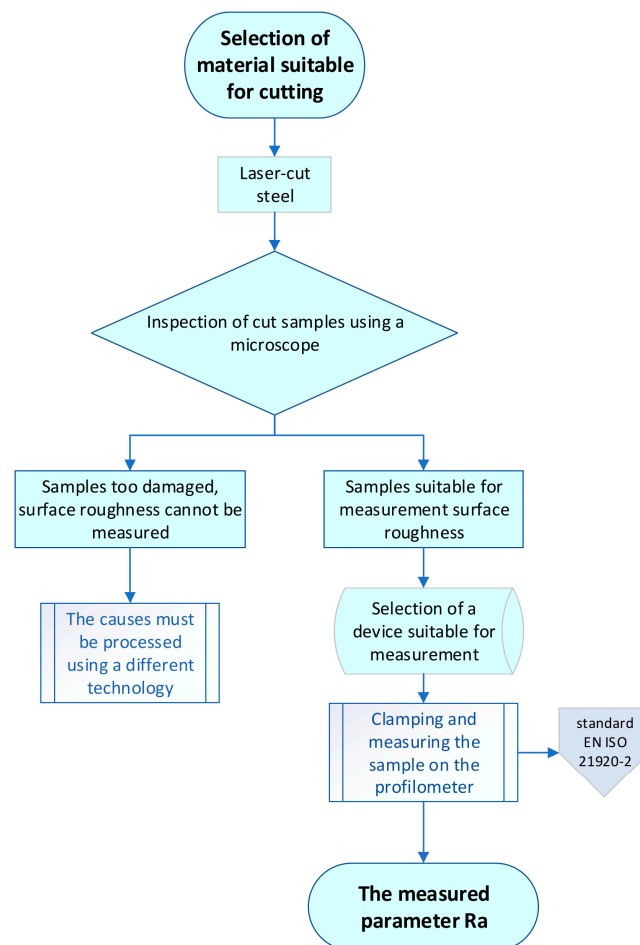 Selection of
material suitable
for cutting
Laser-cut
steel
Inspection of cut samples using a
microscope
Samples too damaged,
surface roughness cannot be
measured
Samples suitable for
measurement surface
roughness
The causes must
be processed
using a different
technology
Selection of a
device suitable for
measurement
Clamping and
measuring the
sample on the
profilometer
standard
EN ISO
21920-2
The measured
parameter Ra